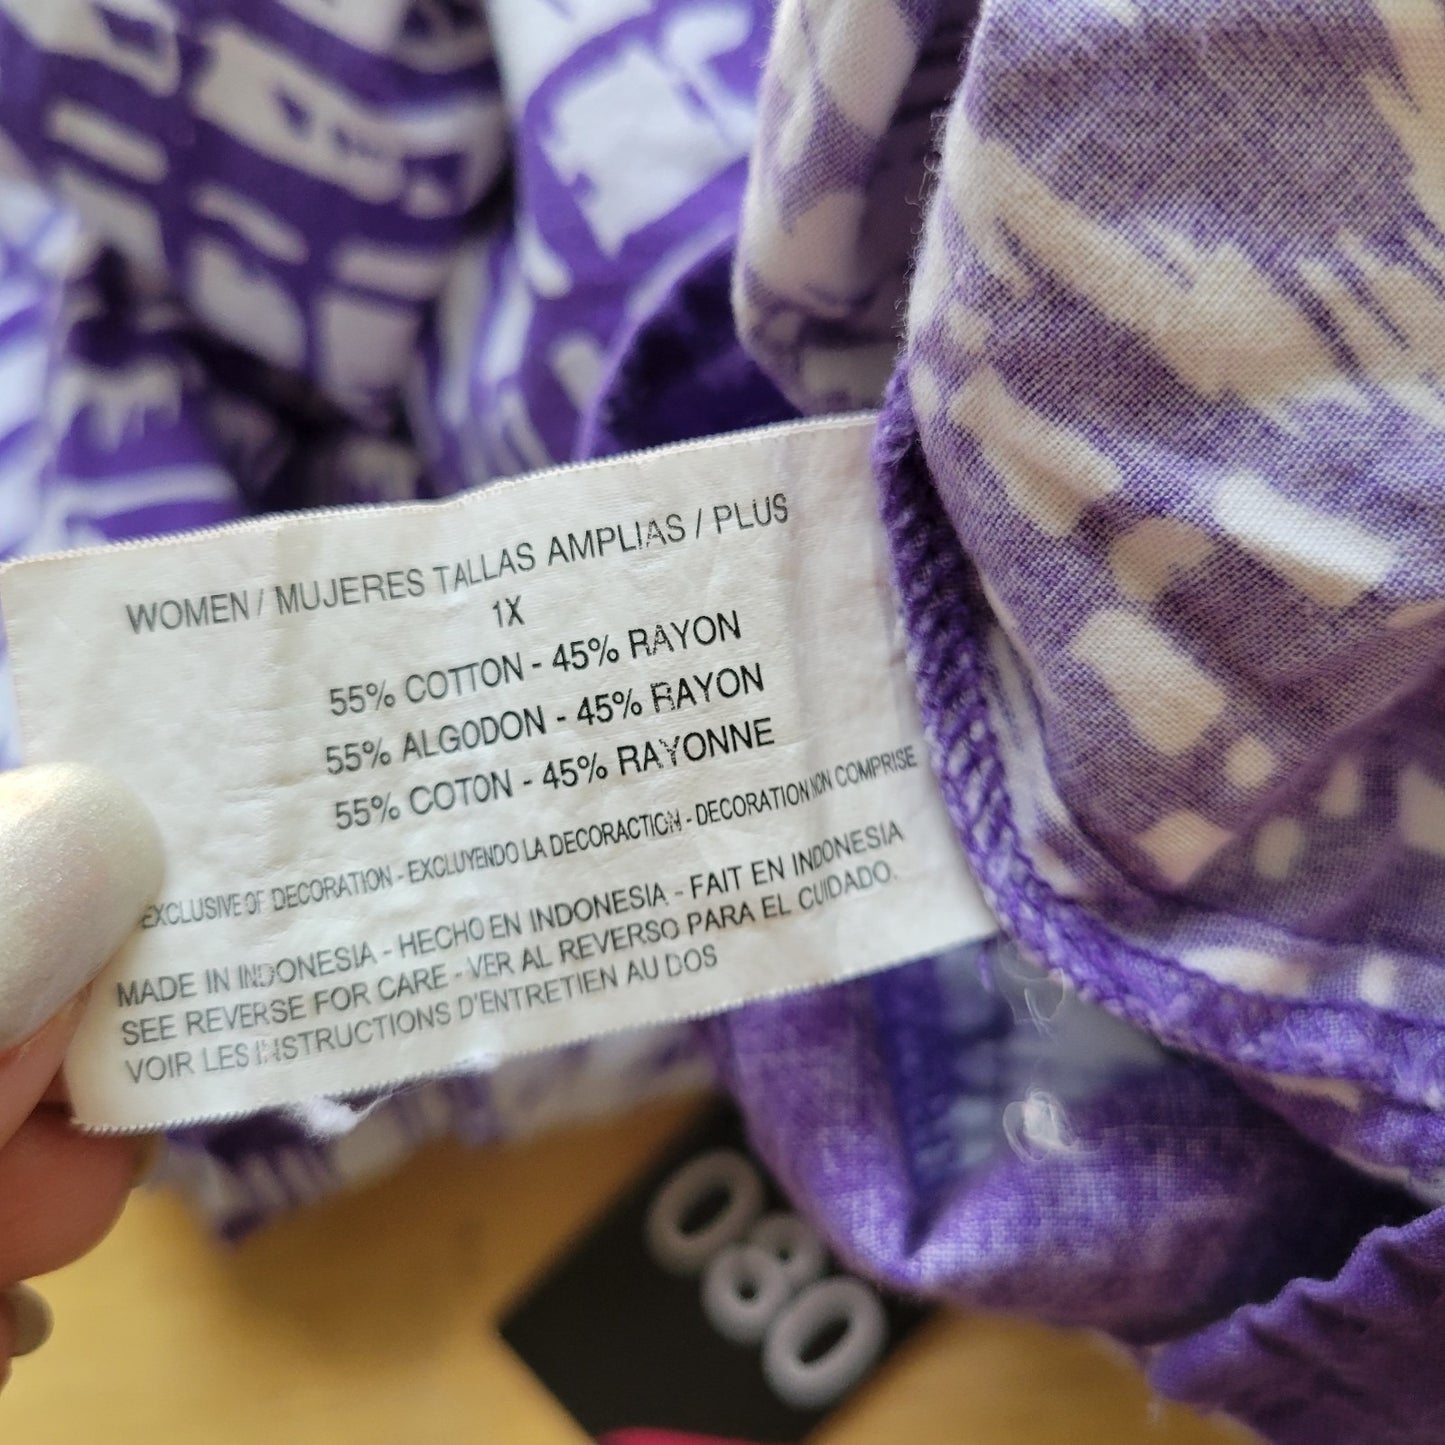 WOMEN / MUJERES TALLAS AMPLIAS / PLUS
1X
55% COTTON - 45% RAYON
55% ALGODON - 45% RAYON
55% COTON - 45% RAYONNE
EXCLUSIVE OF DECORATION - EXCLUYENDO LA DECORACTION - DECORATION NON COMPRISE
MADE IN INDONESIA - HECHO EN INDONESIA - FAIT EN INDONESIA
SEE REVERSE FOR CARE - VER AL REVERSO PARA EL CUIDADO.
VOIR LES INSTRUCTIONS D'ENTRETIEN AU DOS
080